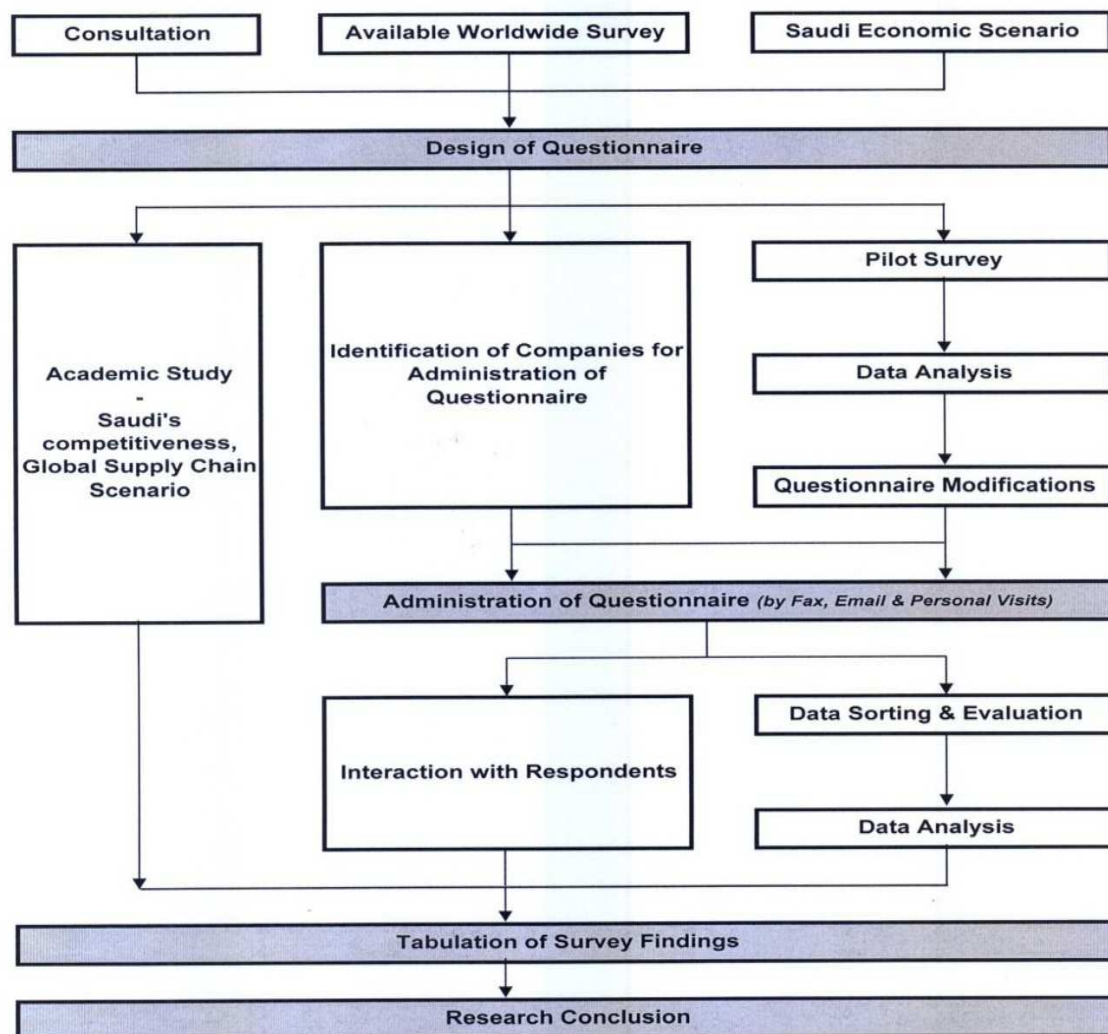 Consultation
Available Worldwide Survey
Saudi Economic Scenario
Design of Questionnaire
Academic Study
-
Saudi's
competitiveness,
Global Supply Chain
Scenario
Identification of Companies for
Administration of
Questionnaire
Pilot Survey
Data Analysis
Questionnaire Modifications
Administration of Questionnaire (by Fax, Email & Personal Visits)
Interaction with Respondents
Data Sorting & Evaluation
Data Analysis
Tabulation of Survey Findings
Research Conclusion